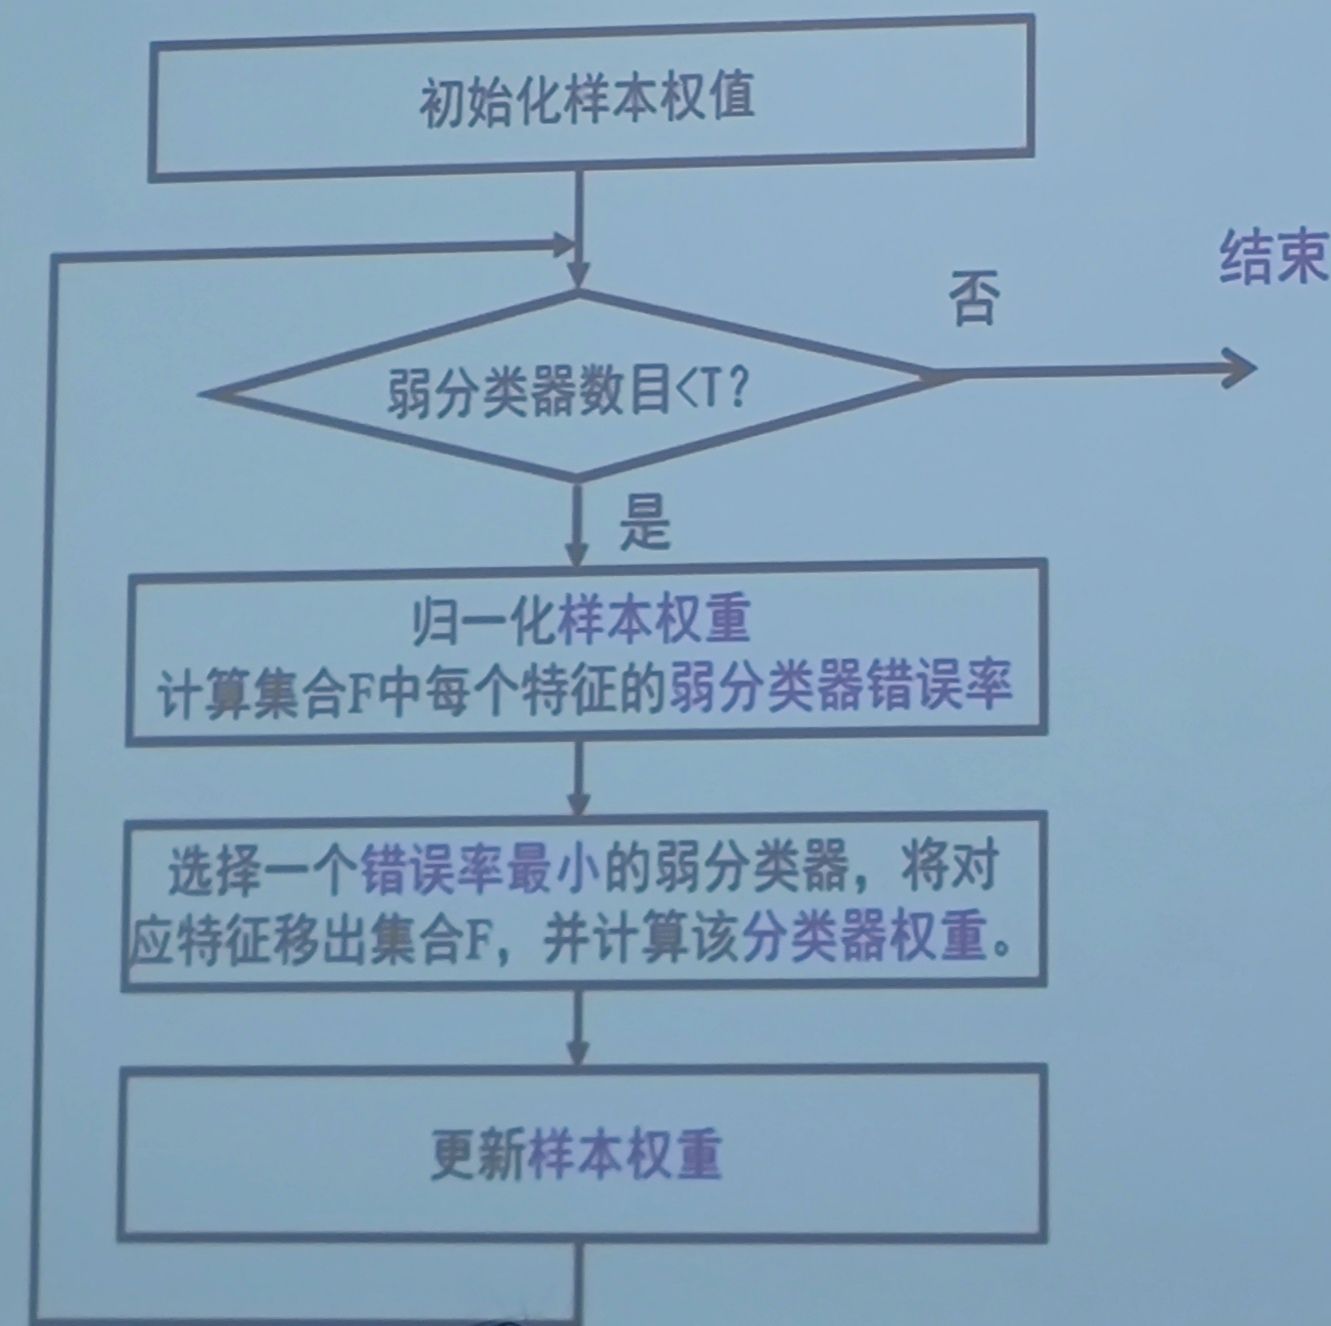 初始化样本权值
结束
否
弱分类器数目<T?
是
归一化样本权重
计算集合F中每个特征的弱分类器错误率
选择一个错误率最小的弱分类器，将对
应特征移出集合F，并计算该分类器权重。
更新样本权重